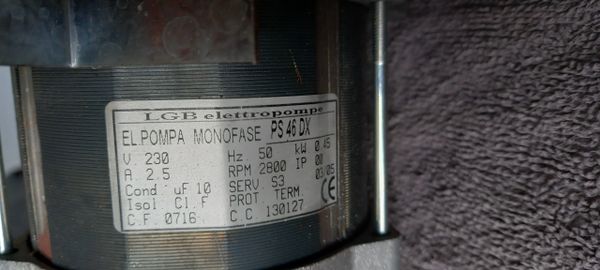 LGB elettropompe
EL.POMPA MONOFASE PS 46 DX
V. 230 Hz 50 kW 0.45
A. 2.5 RPM 2800 IP 00
Cond. uF 10 SERV S3 03/05
Isol Cl. F PROT TERM. CE
C.F. 0716 C.C. 130127